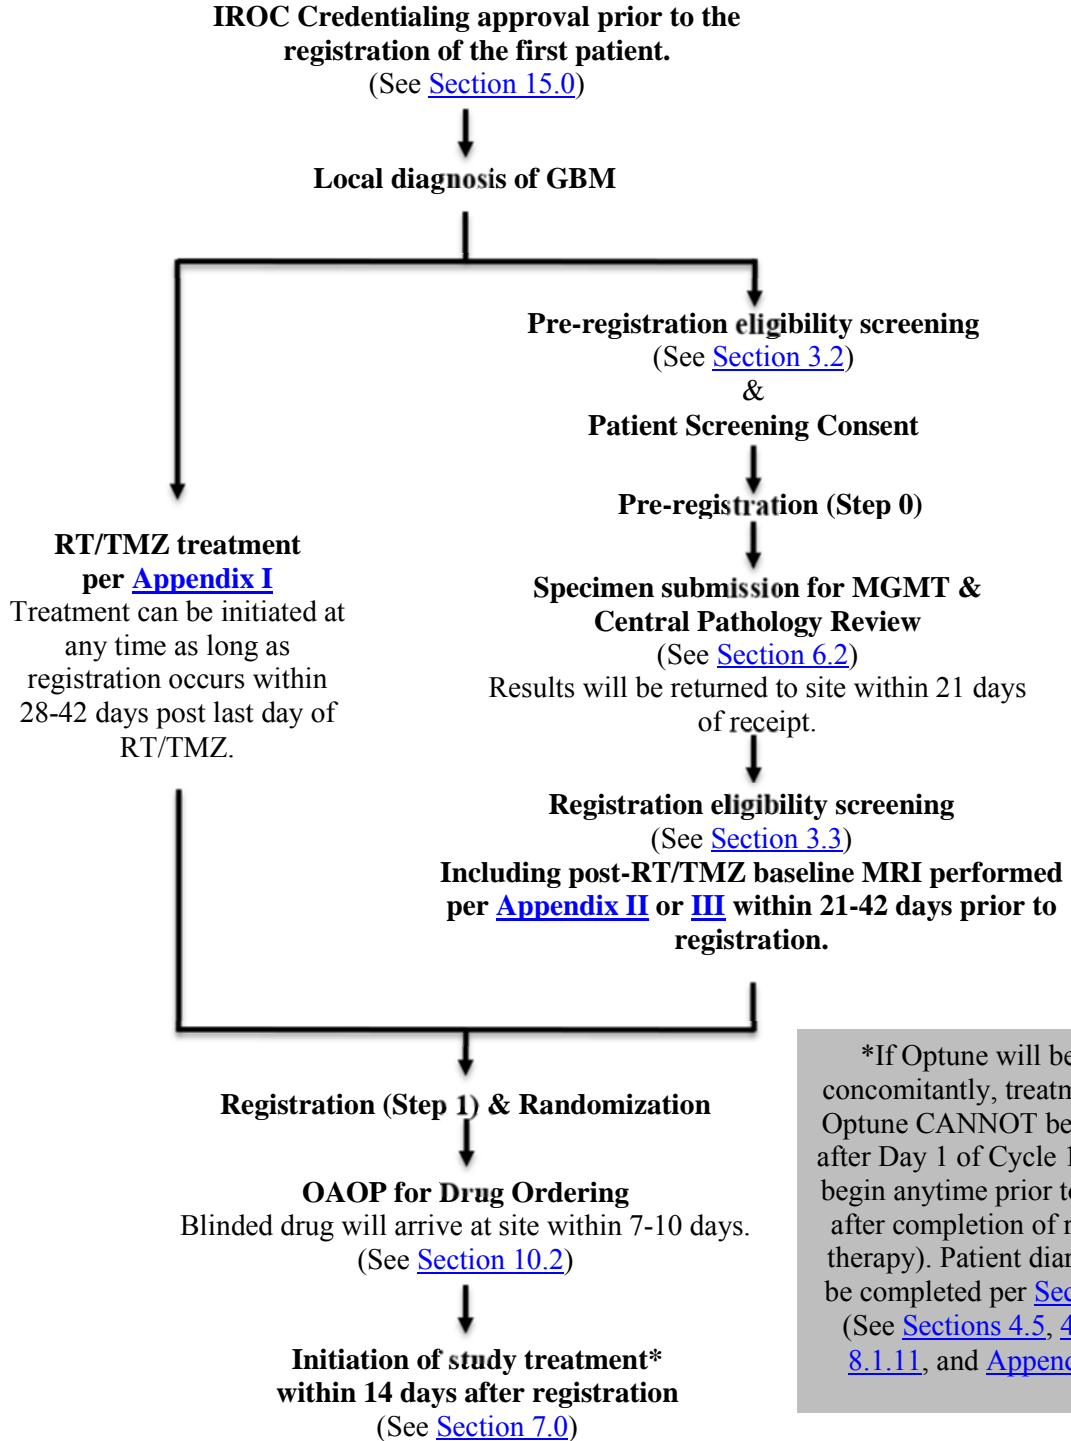 IROC Credentialing approval prior to the
registration of the first patient.
(See Section 15.0)
Local diagnosis of GBM
Pre-registration eligibility screening
(See Section 3.2)
&
Patient Screening Consent
Pre-registration (Step 0)
RT/TMZ treatment
per Appendix I
Treatment can be initiated at
any time as long as
registration occurs within
28-42 days post last day of
RT/TMZ.
Specimen submission for MGMT &
Central Pathology Review
(See Section 6.2)
Results will be returned to site within 21 days
of receipt.
Registration eligibility screening
(See Section 3.3)
Including post-RT/TMZ baseline MRI performed
per Appendix II or III within 21-42 days prior to
registration.
Registration (Step 1) & Randomization
OAOP for Drug Ordering
Blinded drug will arrive at site within 7-10 days.
(See Section 10.2)
Initiation of study treatment*
within 14 days after registration
(See Section 7.0)
*If Optune will be
concomitantly,
Optune CANNOT
after Day 1 of Cycle
begin anytime prior
after completion of
therapy). Patient
be completed per
(See Sections 4.5,
8.1.11, and